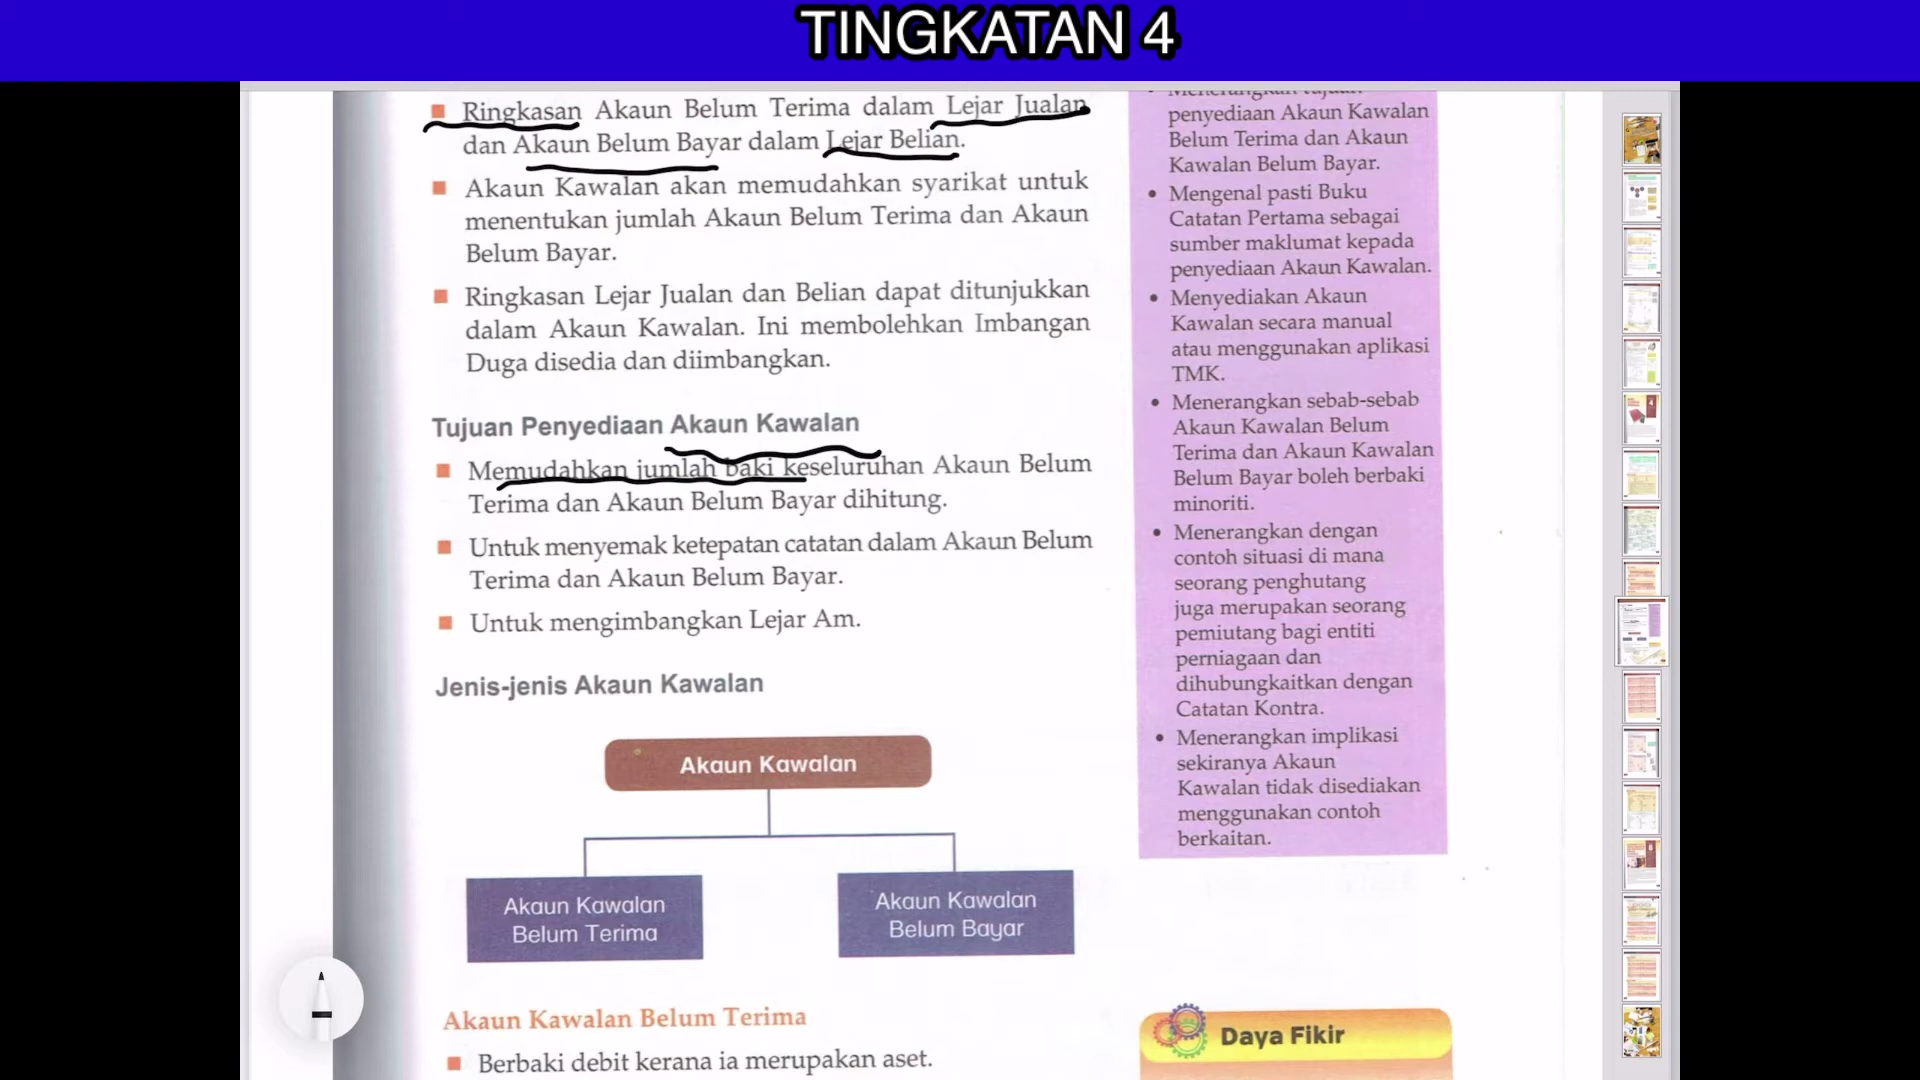 TINGKATAN 4
Ringkasan Akaun Belum Terima dalam Lejar Jualan
dan Akaun Belum Bayar dalam Lejar Belian.
Akaun Kawalan akan memudahkan syarikat untuk
menentukan jumlah Akaun Belum Terima dan Akaun
Belum Bayar.
Ringkasan Lejar Jualan dan Belian dapat ditunjukkan
dalam Akaun Kawalan. Ini membolehkan Imbangan
Duga disedia dan diimbangkan.
Tujuan Penyediaan Akaun Kawalan
Memudahkan jumlah baki keseluruhan Akaun Belum
Terima dan Akaun Belum Bayar dihitung.
Untuk menyemak ketepatan catatan dalam Akaun Belum
Terima dan Akaun Belum Bayar.
Untuk mengimbangkan Lejar Am.
Jenis-jenis Akaun Kawalan
Akaun Kawalan
Akaun Kawalan
Belum Terima
Akaun Kawalan
Belum Bayar
Akaun Kawalan Belum Terima
Berbaki debit kerana ia merupakan aset.
• Menerangkan tujuan
penyediaan Akaun Kawalan
Belum Terima dan Akaun
Kawalan Belum Bayar.
• Mengenal pasti Buku
Catatan Pertama sebagai
sumber maklumat kepada
penyediaan Akaun Kawalan.
• Menyediakan Akaun
Kawalan secara manual
atau menggunakan aplikasi
TMK.
• Menerangkan sebab-sebab
Akaun Kawalan Belum
Terima dan Akaun Kawalan
Belum Bayar boleh berbaki
minoriti.
• Menerangkan dengan
contoh situasi di mana
seorang penghutang
juga merupakan seorang
pemiutang bagi entiti
perniagaan dan
dihubungkaitkan dengan
Catatan Kontra.
• Menerangkan implikasi
sekiranya Akaun
Kawalan tidak disediakan
menggunakan contoh
berkaitan.
Daya Fikir